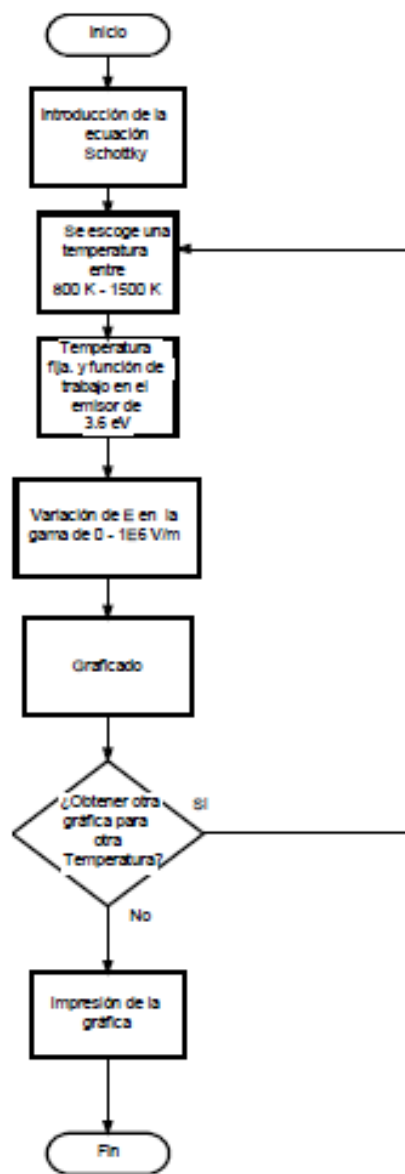 Inicio
Introducción de la
ecuación
Schottky
Se escoge una
temperatura
entre
800 K - 1500 K
Temperatura
fija. y función de
trabajo en el
emisor de
3.6 eV
Variación de E en la
gama de 0 - 1E6 V/m
Graficado
¿Obtener otra
gráfica para
otra
Temperatura?
Sí
No
Impresión de la
gráfica
Fin